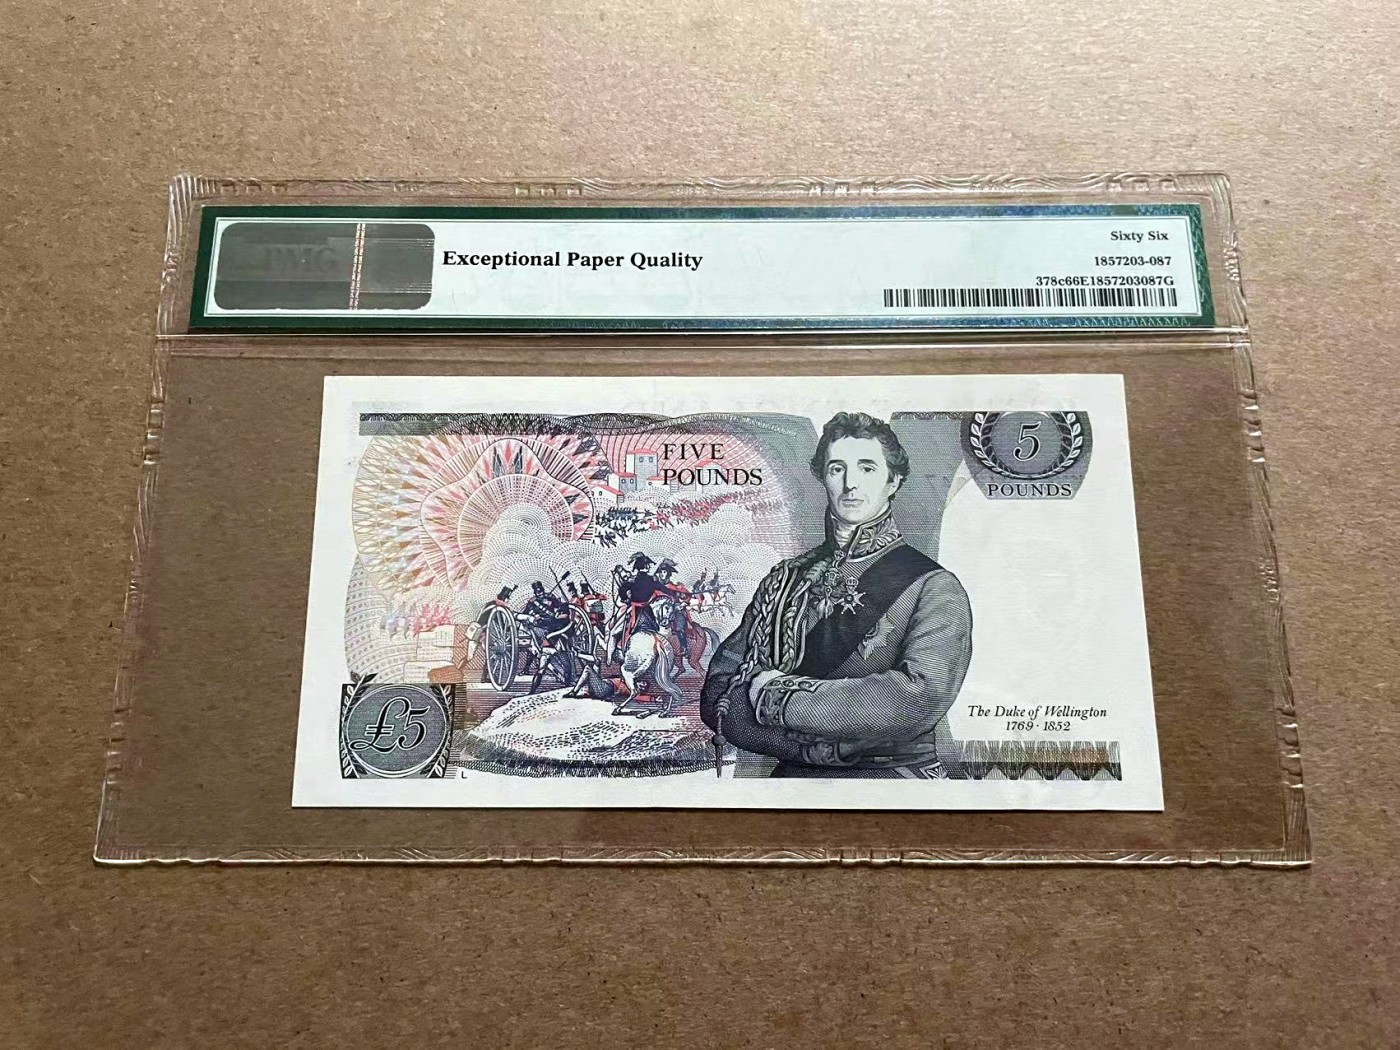 PMG
Exceptional Paper Quality
Sixty Six
1857203-087
378c66E1857203087G
FIVE
POUNDS
5
POUNDS
The Duke of Wellington
1769 · 1852
£5
L